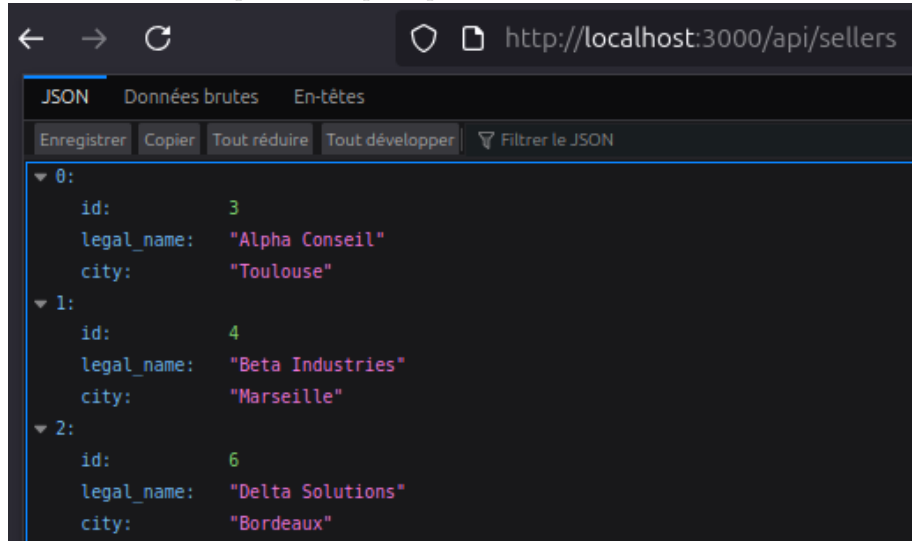 http://localhost:3000/api/sellers
JSON Données brutes En-têtes
Enregistrer Copier Tout réduire Tout développer Filtrer le JSON
0:
id: 3
legal_name: "Alpha Conseil"
city: "Toulouse"
1:
id: 4
legal_name: "Beta Industries"
city: "Marseille"
2:
id: 6
legal_name: "Delta Solutions"
city: "Bordeaux"